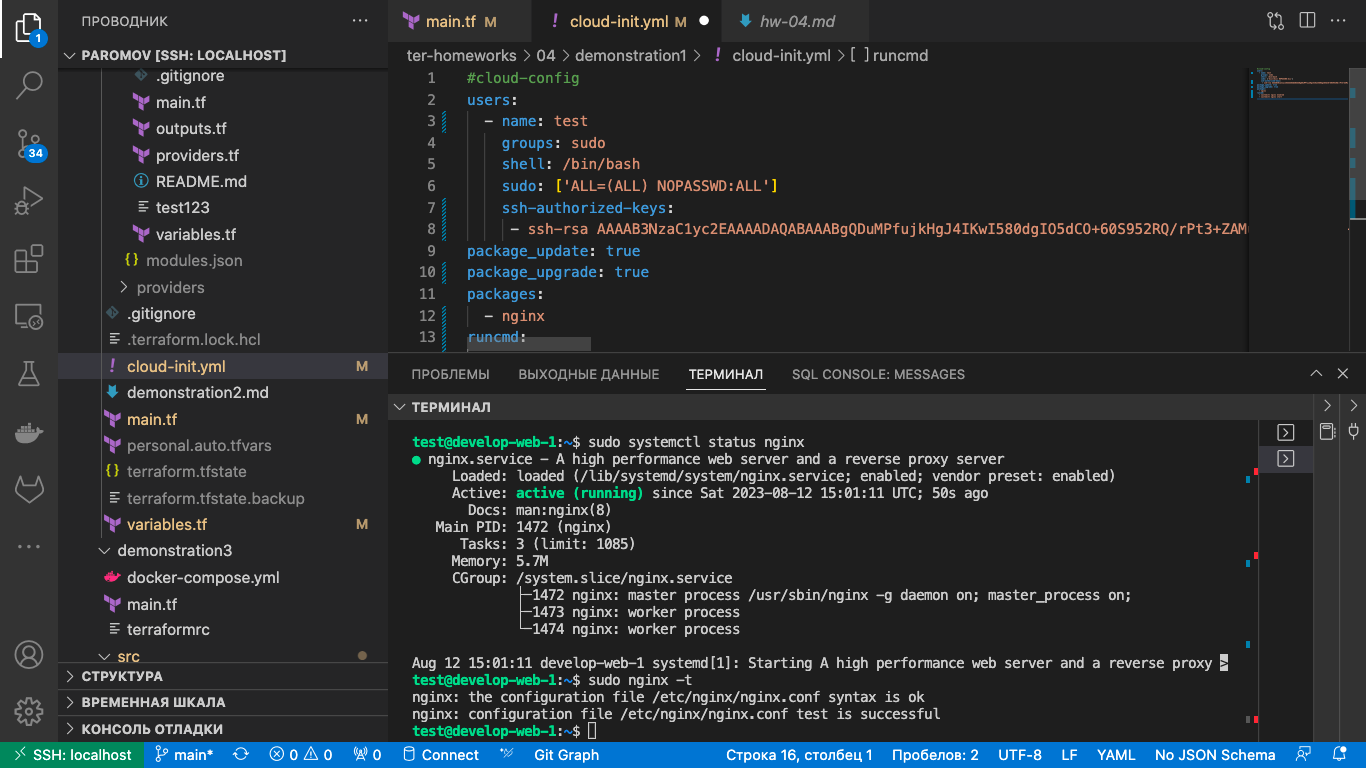 ПРОВОДНИК
PAROMOV [SSH: LOCALHOST]
.gitignore
main.tf
outputs.tf
providers.tf
README.md
test123
variables.tf
modules.json
providers
.gitignore
.terraform.lock.hcl
cloud-init.yml M
demonstration2.md
main.tf M
personal.auto.tfvars
terraform.tfstate
terraform.tfstate.backup
variables.tf M
demonstration3
docker-compose.yml
main.tf
terraformrc
src
СТРУКТУРА
ВРЕМЕННАЯ ШКАЛА
КОНСОЛЬ ОТЛАДКИ
1
34
main.tf M
! cloud-init.yml M
hw-04.md
ter-homeworks > 04 > demonstration1 > ! cloud-init.yml > [ ] runcmd
1 #cloud-config
2 users:
3 - name: test
4 groups: sudo
5 shell: /bin/bash
6 sudo: ['ALL=(ALL) NOPASSWD:ALL']
7 ssh-authorized-keys:
8 - ssh-rsa AAAAB3NzaC1yc2EAAAADAQABAAABgQDuMPfujkHgJ4IKwI580dgIO5dCO+60S952RQ/rPt3+ZAM
9 package_update: true
10 package_upgrade: true
11 packages:
12 - nginx
13 runcmd:
ПРОБЛЕМЫ ВЫХОДНЫЕ ДАННЫЕ ТЕРМИНАЛ SQL CONSOLE: MESSAGES
ТЕРМИНАЛ
test@develop-web-1:~$ sudo systemctl status nginx
● nginx.service - A high performance web server and a reverse proxy server
Loaded: loaded (/lib/systemd/system/nginx.service; enabled; vendor preset: enabled)
Active: active (running) since Sat 2023-08-12 15:01:11 UTC; 50s ago
Docs: man:nginx(8)
Main PID: 1472 (nginx)
Tasks: 3 (limit: 1085)
Memory: 5.7M
CGroup: /system.slice/nginx.service
├─1472 nginx: master process /usr/sbin/nginx -g daemon on; master_process on;
├─1473 nginx: worker process
└─1474 nginx: worker process
Aug 12 15:01:11 develop-web-1 systemd[1]: Starting A high performance web server and a reverse proxy >
test@develop-web-1:~$ sudo nginx -t
nginx: the configuration file /etc/nginx/nginx.conf syntax is ok
nginx: configuration file /etc/nginx/nginx.conf test is successful
test@develop-web-1:~$
SSH: localhost main* 0 0 0 Connect Git Graph Строка 16, столбец 1 Пробелов: 2 UTF-8 LF YAML No JSON Schema